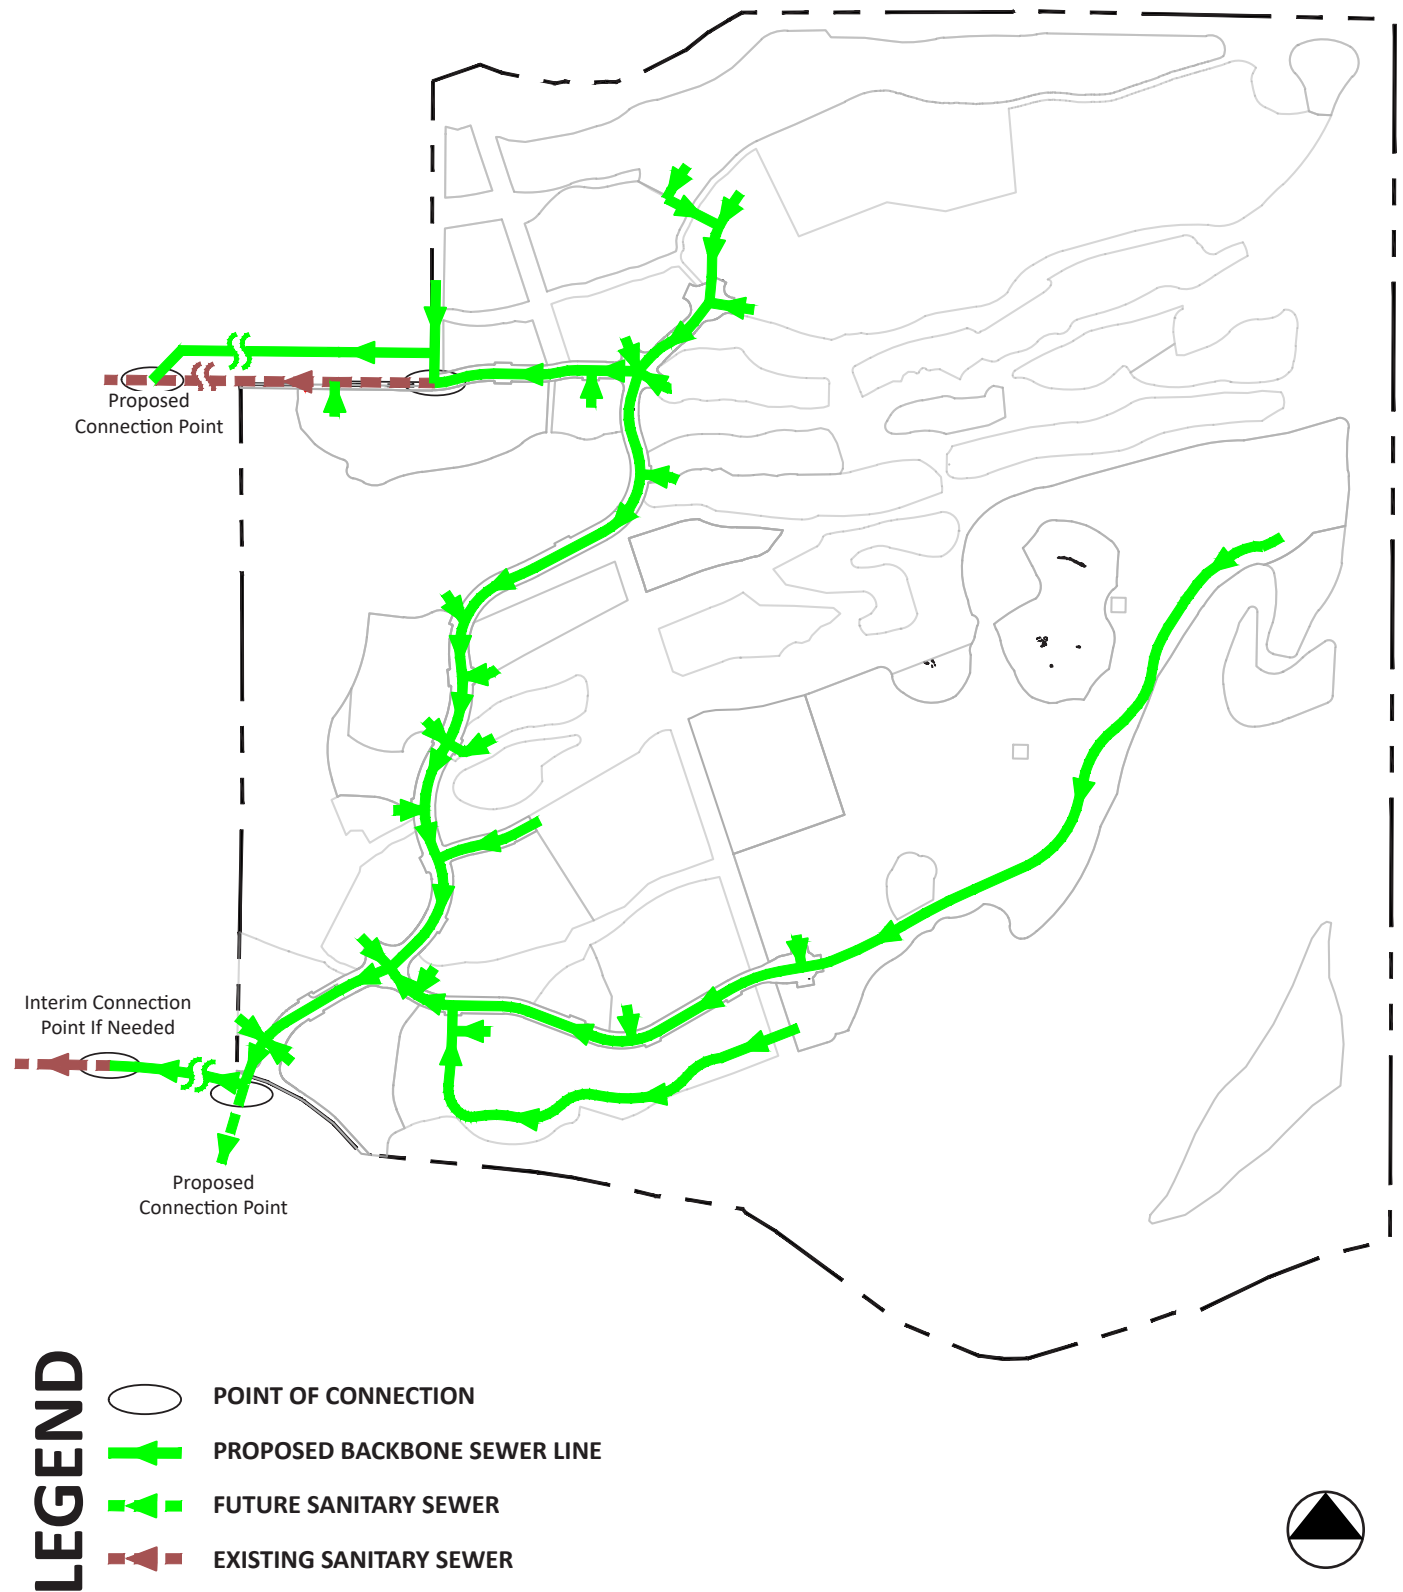 Proposed
Connection Point
Interim Connection
Point If Needed
Proposed
Connection Point
LEGEND
POINT OF CONNECTION
PROPOSED BACKBONE SEWER LINE
FUTURE SANITARY SEWER
EXISTING SANITARY SEWER